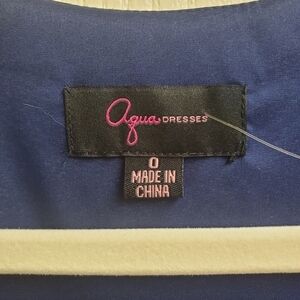 Aqua DRESSES
0
MADE IN
CHINA